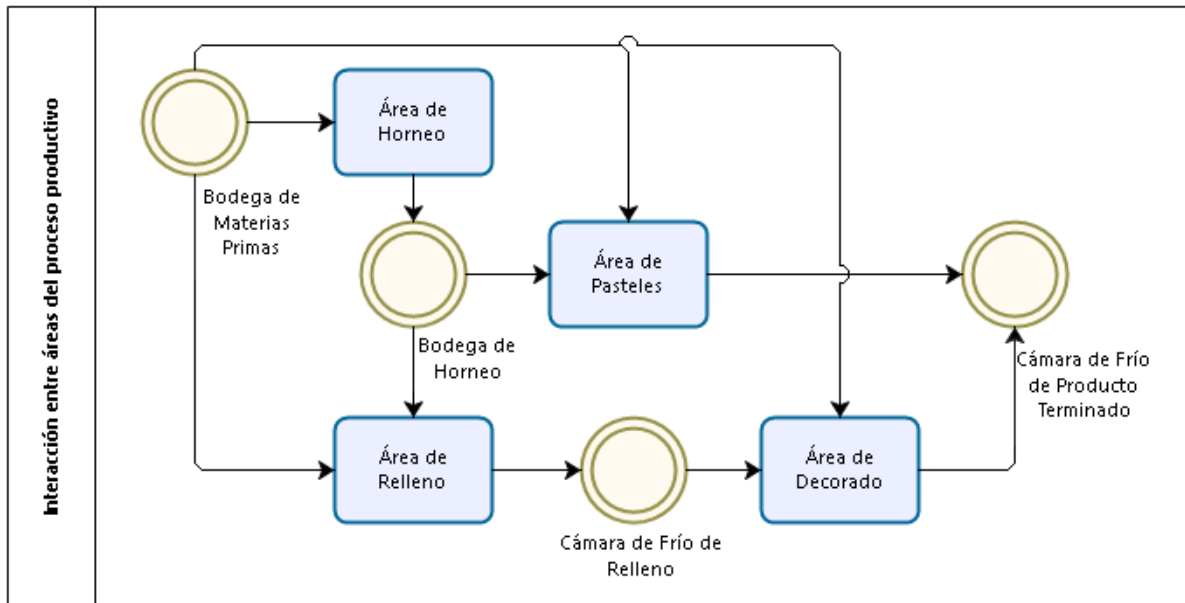 Interacción entre áreas del proceso productivo
Área de
Horneo
Bodega de
Materias
Primas
Área de
Pasteles
Bodega de
Horneo
Cámara de Frío
de Producto
Terminado
Área de
Relleno
Área de
Decorado
Cámara de Frío de
Relleno